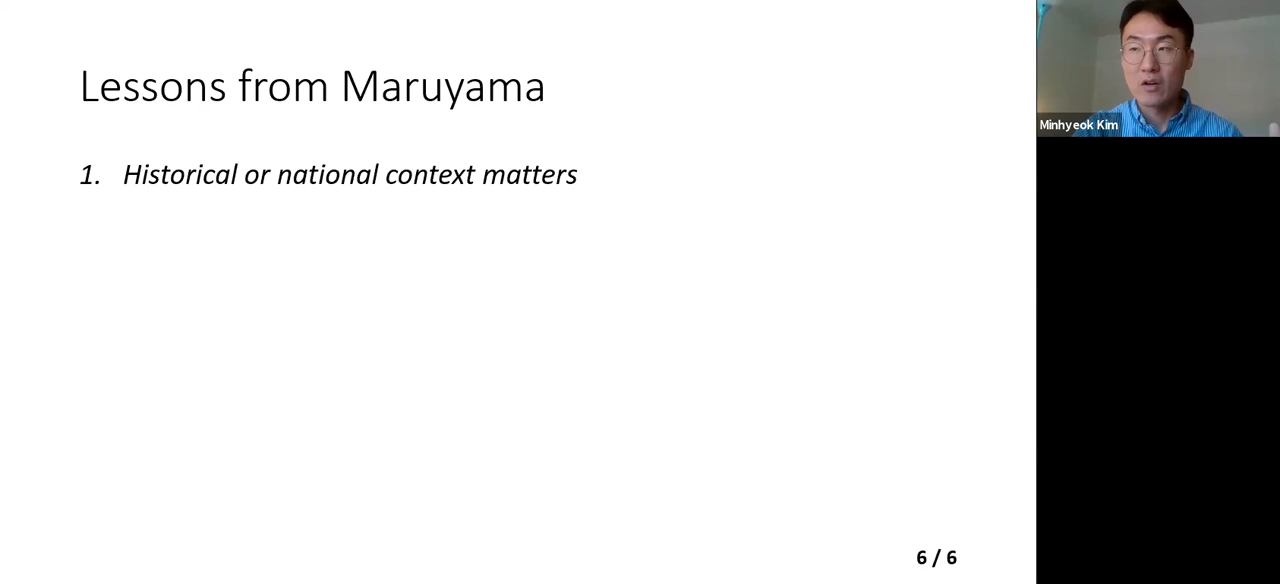 Lessons from Maruyama
1. Historical or national context matters
Minhyeok Kim
6 / 6